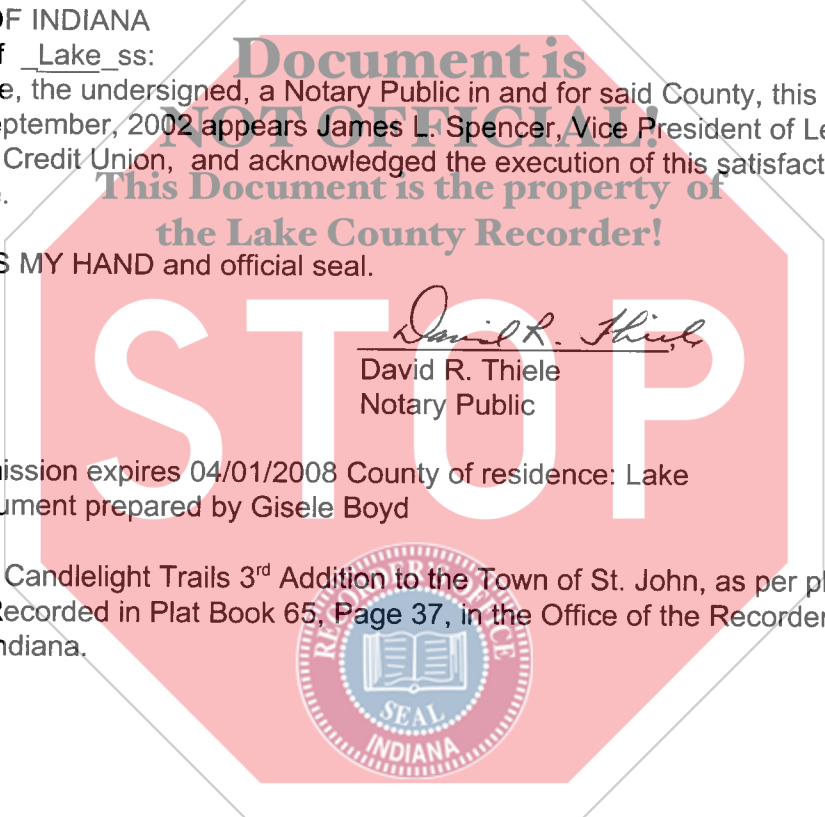 OF INDIANA
f _Lake_ss:
Document is
e, the undersigned, a Notary Public in and for said County, this
NOT OFFICIAL!
eptember, 2002 appears James L. Spencer, Vice President of Le
Credit Union, and acknowledged the execution of this satisfact
This Document is the property of
e.
the Lake County Recorder!
S MY HAND and official seal.
STOP
David R. Thiele
David R. Thiele
Notary Public
ission expires 04/01/2008 County of residence: Lake
ument prepared by Gisele Boyd
Candlelight Trails 3rd Addition to the Town of St. John, as per pl
Recorded in Plat Book 65, Page 37, in the Office of the Recorder
ndiana.
RECORDER'S OFFICE
SEAL
INDIANA